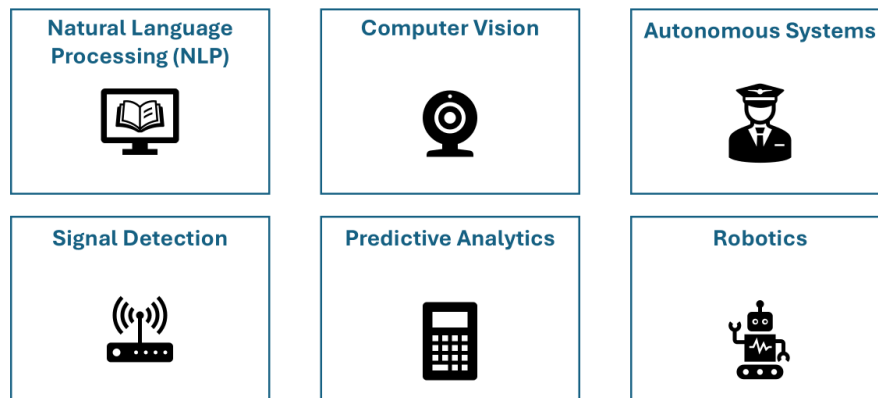 Natural Language
Processing (NLP)
Computer Vision
Autonomous Systems
Signal Detection
Predictive Analytics
Robotics